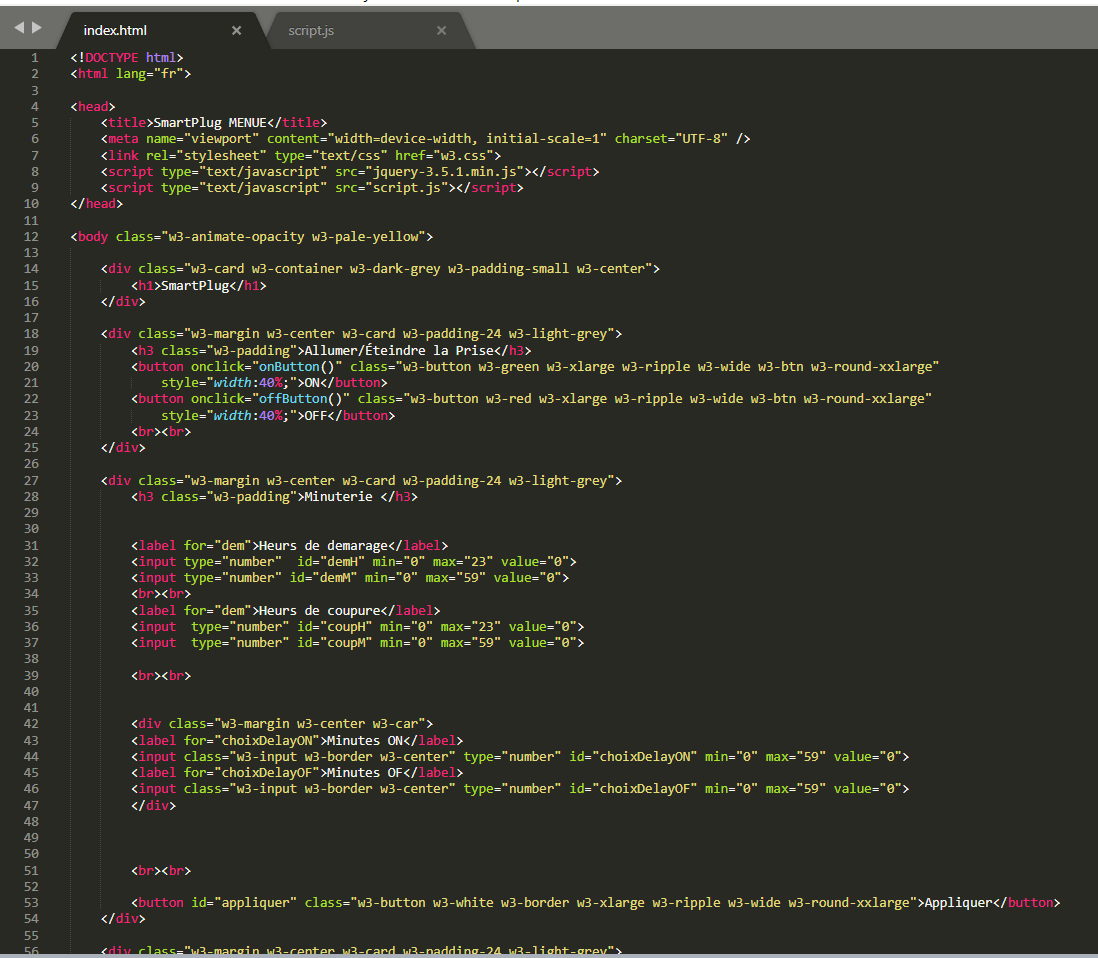 index.html × script.js ×
1 <!DOCTYPE html>
2 <html lang="fr">
3
4 <head>
5 <title>SmartPlug MENUE</title>
6 <meta name="viewport" content="width=device-width, initial-scale=1" charset="UTF-8" />
7 <link rel="stylesheet" type="text/css" href="w3.css">
8 <script type="text/javascript" src="jquery-3.5.1.min.js"></script>
9 <script type="text/javascript" src="script.js"></script>
10 </head>
11
12 <body class="w3-animate-opacity w3-pale-yellow">
13
14 <div class="w3-card w3-container w3-dark-grey w3-padding-small w3-center">
15 <h1>SmartPlug</h1>
16 </div>
17
18 <div class="w3-margin w3-center w3-card w3-padding-24 w3-light-grey">
19 <h3 class="w3-padding">Allumer/Éteindre la Prise</h3>
20 <button onclick="onButton()" class="w3-button w3-green w3-xlarge w3-ripple w3-wide w3-btn w3-round-xxlarge"
21 style="width:40%;">ON</button>
22 <button onclick="offButton()" class="w3-button w3-red w3-xlarge w3-ripple w3-wide w3-btn w3-round-xxlarge"
23 style="width:40%;">OFF</button>
24 <br><br>
25 </div>
26
27 <div class="w3-margin w3-center w3-card w3-padding-24 w3-light-grey">
28 <h3 class="w3-padding">Minuterie </h3>
29
30
31 <label for="dem">Heurs de demarage</label>
32 <input type="number"  id="demH" min="0" max="23" value="0">
33 <input type="number" id="demM" min="0" max="59" value="0">
34 <br><br>
35 <label for="dem">Heurs de coupure</label>
36 <input  type="number" id="coupH" min="0" max="23" value="0">
37 <input  type="number" id="coupM" min="0" max="59" value="0">
38
39 <br><br>
40
41
42 <div class="w3-margin w3-center w3-car">
43 <label for="choixDelayON">Minutes ON</label>
44 <input class="w3-input w3-border w3-center" type="number" id="choixDelayON" min="0" max="59" value="0">
45 <label for="choixDelayOF">Minutes OF</label>
46 <input class="w3-input w3-border w3-center" type="number" id="choixDelayOF" min="0" max="59" value="0">
47 </div>
48
49
50
51 <br><br>
52
53 <button id="appliquer" class="w3-button w3-white w3-border w3-xlarge w3-ripple w3-wide w3-round-xxlarge">Appliquer</button>
54 </div>
55
56 <div class="w3-margin w3-center w3-card w3-padding-24 w3-light-grey">